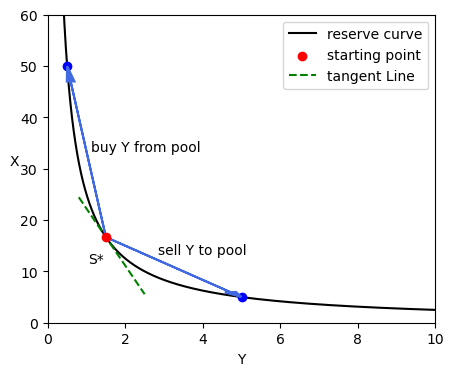 60
50
40
30
20
10
0
X
reserve curve
starting point
tangent Line
buy Y from pool
sell Y to pool
S*
0 2 4 6 8 10
Y